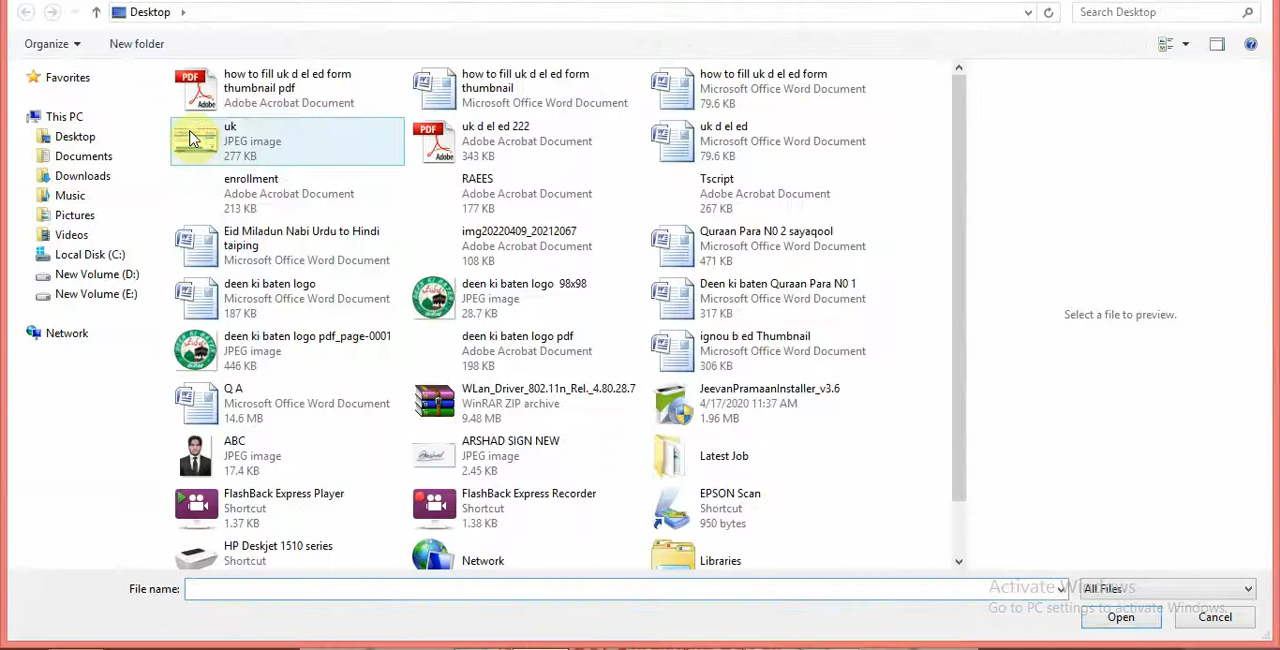 Desktop
Search Desktop
Organize
New folder
Favorites
This PC
Desktop
Documents
Downloads
Music
Pictures
Videos
Local Disk (C:)
New Volume (D:)
New Volume (E:)
Network
how to fill uk d el ed form
thumbnail pdf
Adobe Acrobat Document
how to fill uk d el ed form
thumbnail
Microsoft Office Word Document
how to fill uk d el ed form
Microsoft Office Word Document
79.6 KB
uk
JPEG image
277 KB
uk d el ed 222
Adobe Acrobat Document
343 KB
uk d el ed
Microsoft Office Word Document
79.6 KB
enrollment
Adobe Acrobat Document
213 KB
RAEES
Adobe Acrobat Document
177 KB
Tscript
Adobe Acrobat Document
267 KB
Eid Miladun Nabi Urdu to Hindi
taiping
Microsoft Office Word Document
img20220409_20212067
Adobe Acrobat Document
108 KB
Quraan Para N0 2 sayaqool
Microsoft Office Word Document
471 KB
deen ki baten logo
Microsoft Office Word Document
187 KB
deen ki baten logo 98x98
JPEG image
28.7 KB
Deen ki baten Quraan Para N0 1
Microsoft Office Word Document
317 KB
deen ki baten logo pdf_page-0001
JPEG image
446 KB
deen ki baten logo pdf
Adobe Acrobat Document
198 KB
ignou b ed Thumbnail
Microsoft Office Word Document
306 KB
Q A
Microsoft Office Word Document
14.6 MB
WLan_Driver_802.11n_Rel._4.80.28.7
WinRAR ZIP archive
9.48 MB
JeevanPramaanInstaller_v3.6
4/17/2020 11:37 AM
1.96 MB
ABC
JPEG image
17.4 KB
ARSHAD SIGN NEW
JPEG image
2.45 KB
Latest Job
FlashBack Express Player
Shortcut
1.37 KB
FlashBack Express Recorder
Shortcut
1.38 KB
EPSON Scan
Shortcut
950 bytes
HP Deskjet 1510 series
Shortcut
Network
Libraries
Select a file to preview.
File name:
All Files
Activate Windows
Go to PC settings to activate Windows.
Open
Cancel
PDF
Adobe
PDF
Adobe